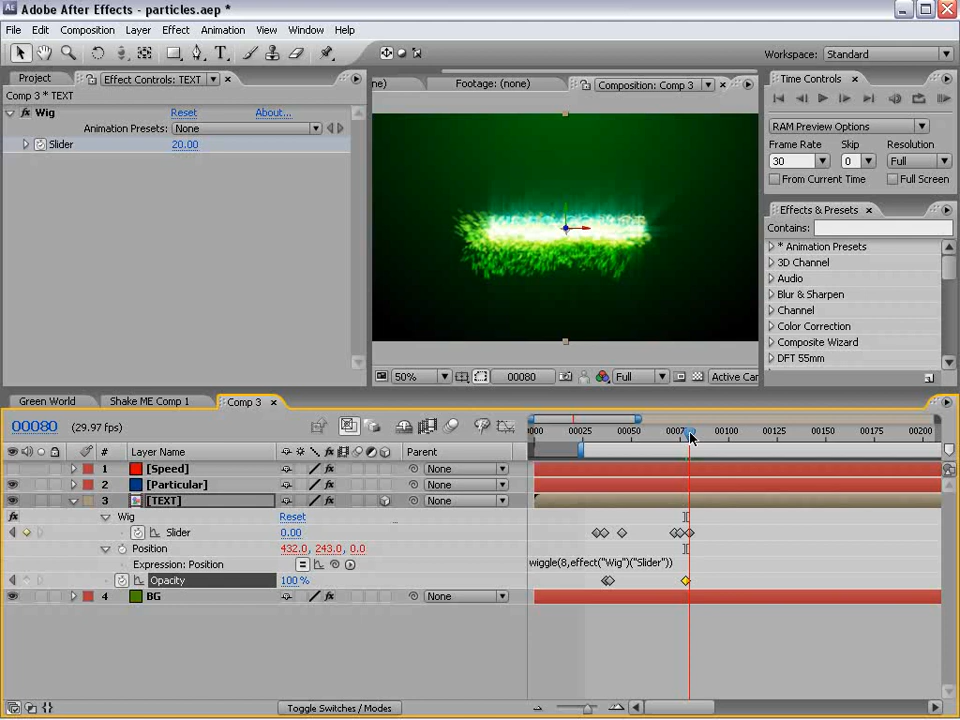 Adobe After Effects - particles.aep *
File Edit Composition Layer Effect Animation View Window Help
Workspace: Standard
Project Effect Controls: TEXT
ne) Footage: (none) Composition: Comp 3
Time Controls
Comp 3 * TEXT
Wig Reset About...
Animation Presets: None
Slider 20.00
RAM Preview Options
Frame Rate Skip Resolution
30 0 Full
From Current Time Full Screen
Effects & Presets
Contains:
* Animation Presets
3D Channel
Audio
Blur & Sharpen
Channel
Color Correction
Composite Wizard
DFT 55mm
50% 00080 Full Active Car
Green World Shake ME Comp 1 Comp 3
00080 (29.97 fps)
0000 00025 00050 0007 00100 00125 00150 00175 00200
# Layer Name Parent
1 [Speed] None
2 [Particular] None
3 [TEXT] None
Wig Reset
Slider 0.00
Position 432.0, 243.0, 0.0
Expression: Position wiggle(8,effect("Wig")("Slider"))
Opacity 100 %
4 BG None
Toggle Switches / Modes